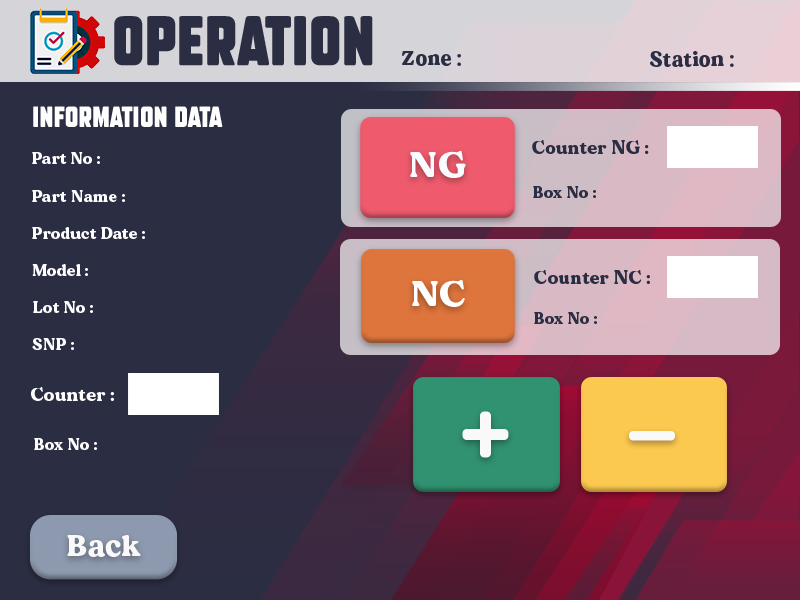 OPERATION
Zone :
Station :
INFORMATION DATA
Part No :
Part Name :
Product Date :
Model :
Lot No :
SNP :
Counter :
Box No :
Back
NG
Counter NG :
Box No :
NC
Counter NC :
Box No :
+
−